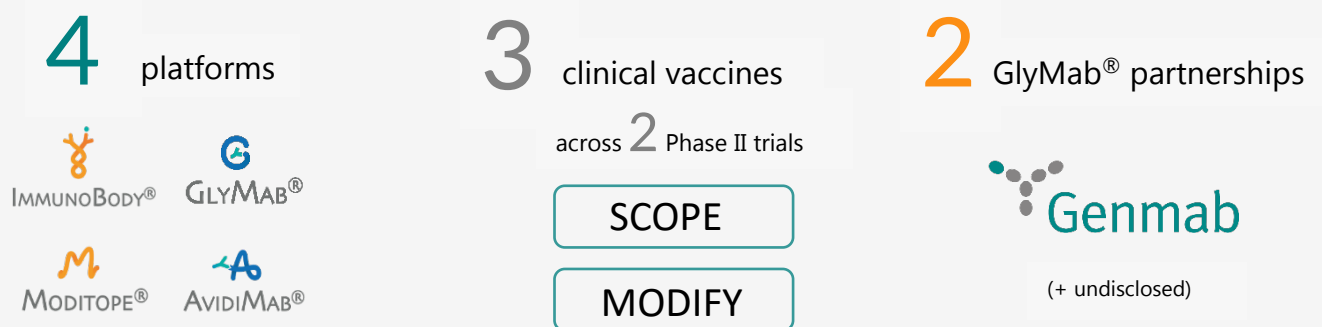 4 platforms
IMMUNOBODY®
GLYMAB®
MODITOPE®
AVIDIMAB®
3 clinical vaccines
across 2 Phase II trials
SCOPE
MODIFY
2 GlyMab® partnerships
Genmab
(+ undisclosed)